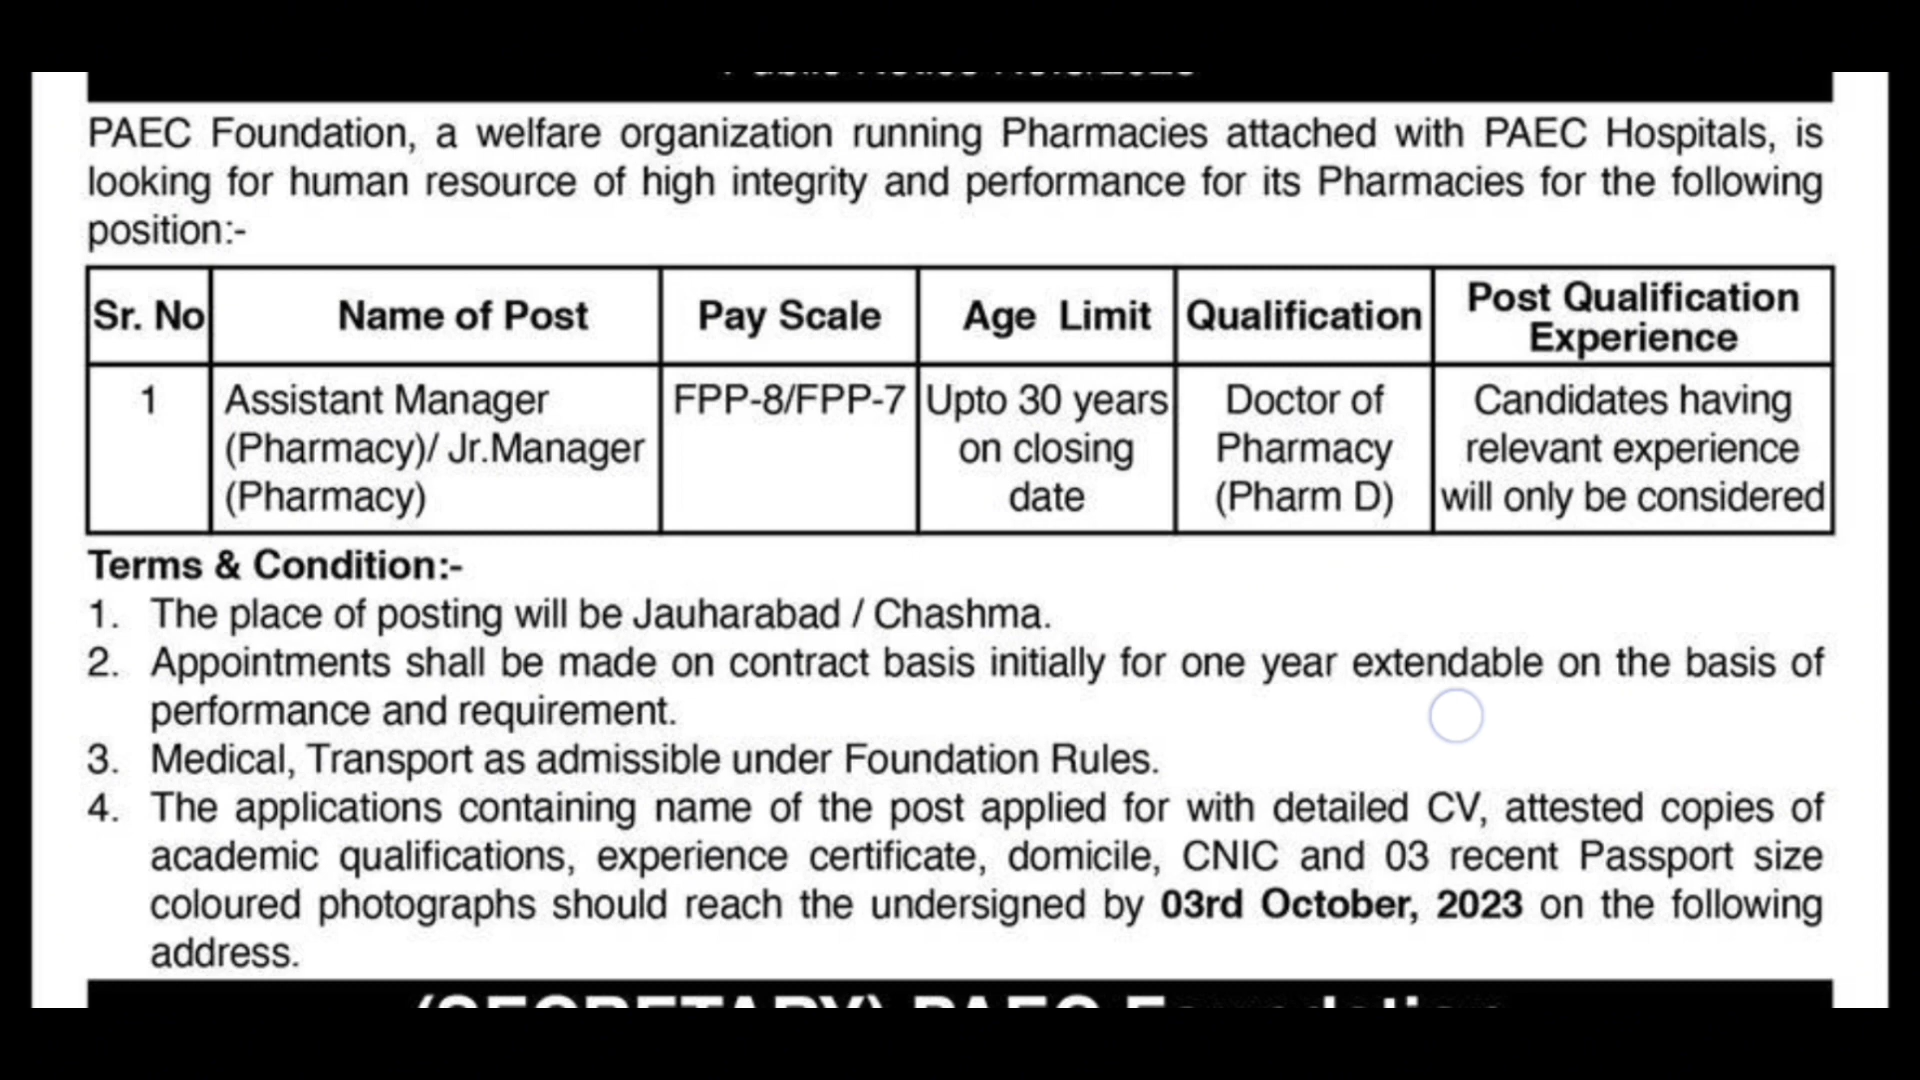 PAEC Foundation, a welfare organization running Pharmacies attached with PAEC Hospitals, is
looking for human resource of high integrity and performance for its Pharmacies for the following
position:-
Sr. No Name of Post Pay Scale Age Limit Qualification Post Qualification Experience
1 Assistant Manager (Pharmacy)/ Jr.Manager (Pharmacy) FPP-8/FPP-7 Upto 30 years on closing date Doctor of Pharmacy (Pharm D) Candidates having relevant experience will only be considered
Terms & Condition:-
1. The place of posting will be Jauharabad / Chashma.
2. Appointments shall be made on contract basis initially for one year extendable on the basis of
performance and requirement.
3. Medical, Transport as admissible under Foundation Rules.
4. The applications containing name of the post applied for with detailed CV, attested copies of
academic qualifications, experience certificate, domicile, CNIC and 03 recent Passport size
coloured photographs should reach the undersigned by 03rd October, 2023 on the following
address.
(SECRETARY) PAEC Foundation